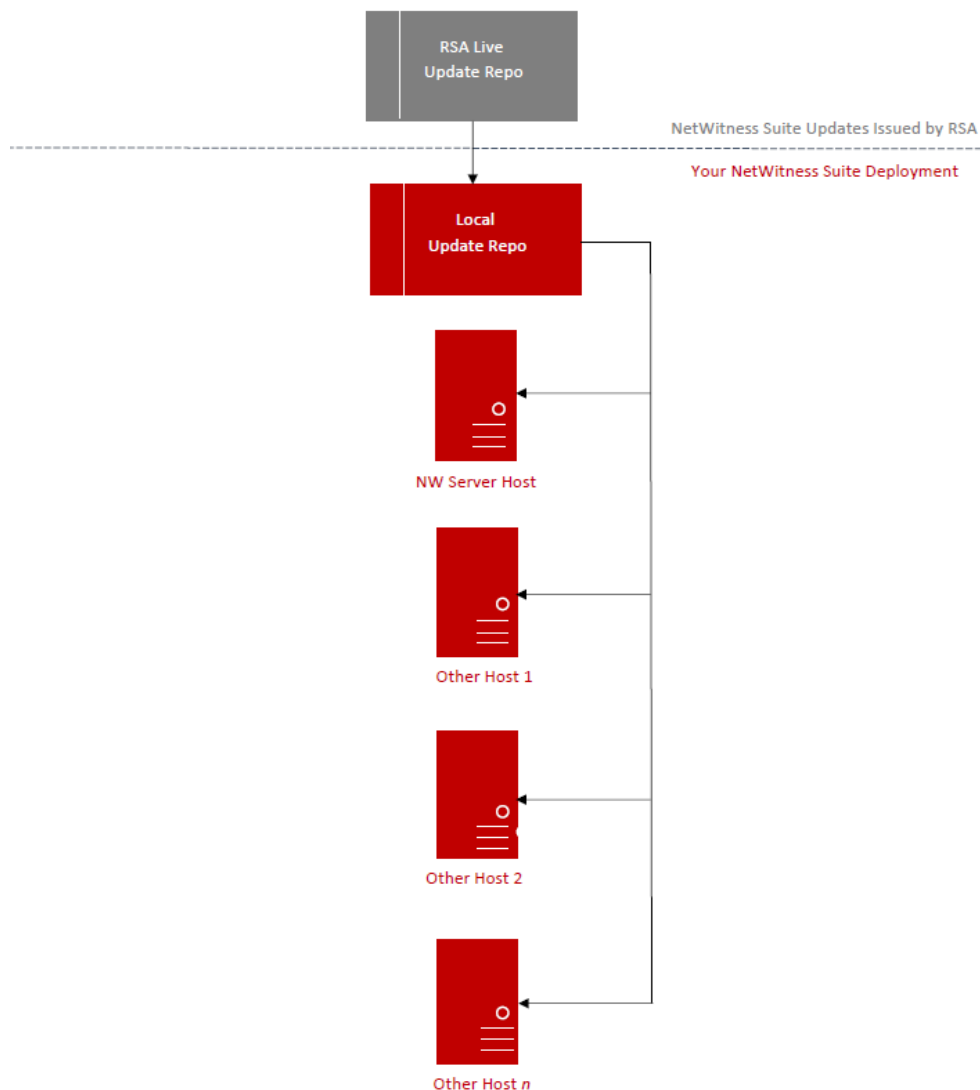 RSA Live
Update Repo
NetWitness Suite Updates Issued by RSA
Your NetWitness Suite Deployment
Local
Update Repo
NW Server Host
Other Host 1
Other Host 2
Other Host n